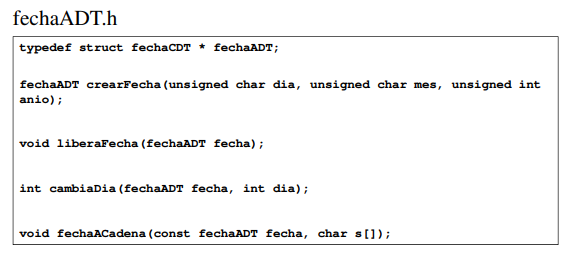 fechaADT.h
typedef struct fechaCDT * fechaADT;
fechaADT crearFecha(unsigned char dia, unsigned char mes, unsigned int
anio);
void liberaFecha(fechaADT fecha);
int cambiaDia(fechaADT fecha, int dia);
void fechaACadena(const fechaADT fecha, char s[]);